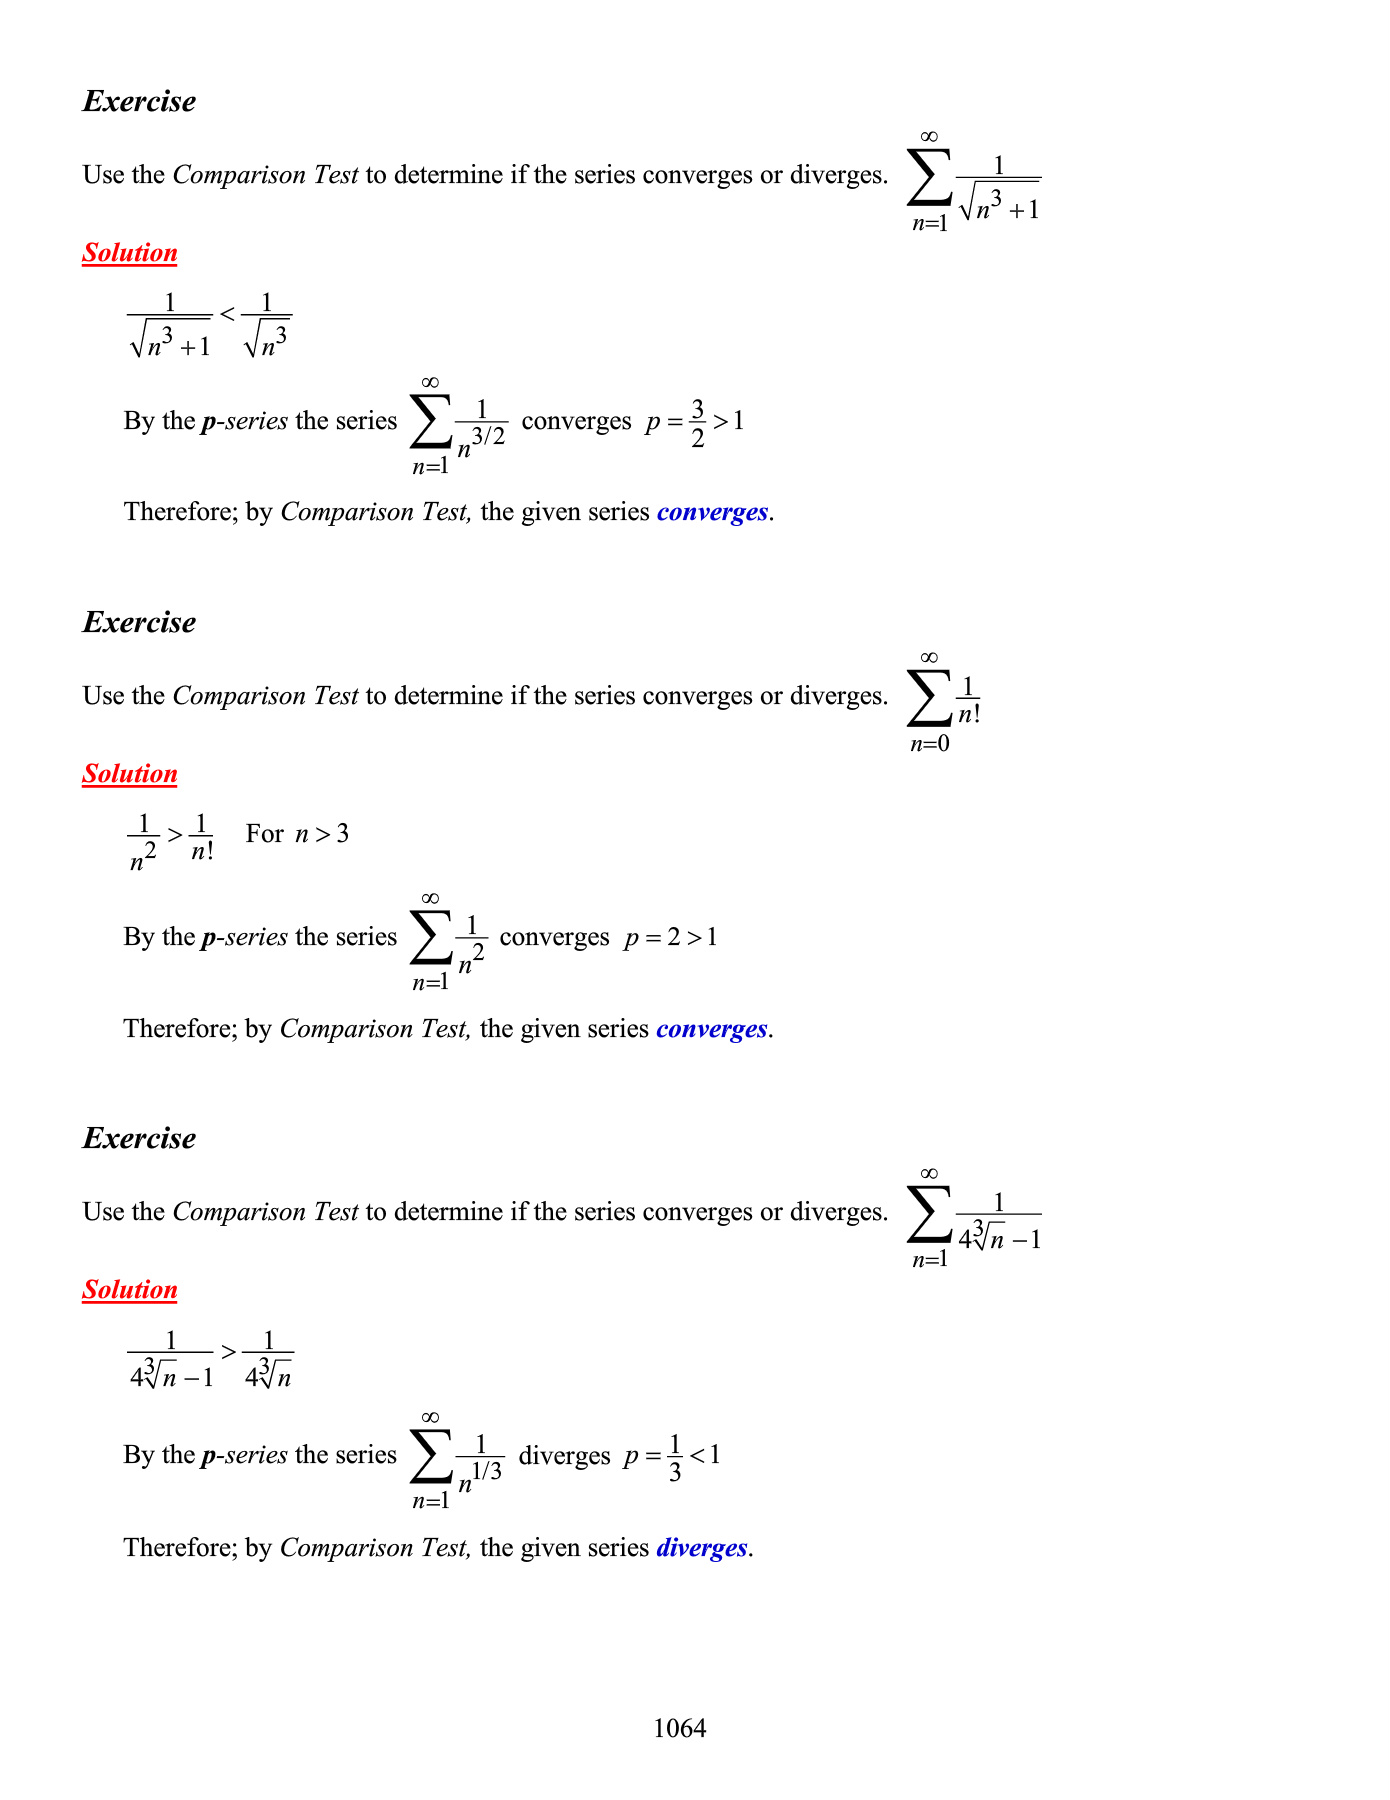 Exercise
Use the Comparison Test to determine if the series converges or diverges. $\sum_{n=1}^{\infty} \frac{1}{\sqrt{n^3+1}}$
Solution
$\frac{1}{\sqrt{n^3+1}} < \frac{1}{\sqrt{n^3}}$
By the p-series the series $\sum_{n=1}^{\infty} \frac{1}{n^{3/2}}$ converges $p = \frac{3}{2} > 1$
Therefore; by Comparison Test, the given series converges.
Exercise
Use the Comparison Test to determine if the series converges or diverges. $\sum_{n=0}^{\infty} \frac{1}{n!}$
Solution
$\frac{1}{n^2} > \frac{1}{n!}$ For $n > 3$
By the p-series the series $\sum_{n=1}^{\infty} \frac{1}{n^2}$ converges $p = 2 > 1$
Therefore; by Comparison Test, the given series converges.
Exercise
Use the Comparison Test to determine if the series converges or diverges. $\sum_{n=1}^{\infty} \frac{1}{4\sqrt[3]{n}-1}$
Solution
$\frac{1}{4\sqrt[3]{n}-1} > \frac{1}{4\sqrt[3]{n}}$
By the p-series the series $\sum_{n=1}^{\infty} \frac{1}{n^{1/3}}$ diverges $p = \frac{1}{3} < 1$
Therefore; by Comparison Test, the given series diverges.
1064